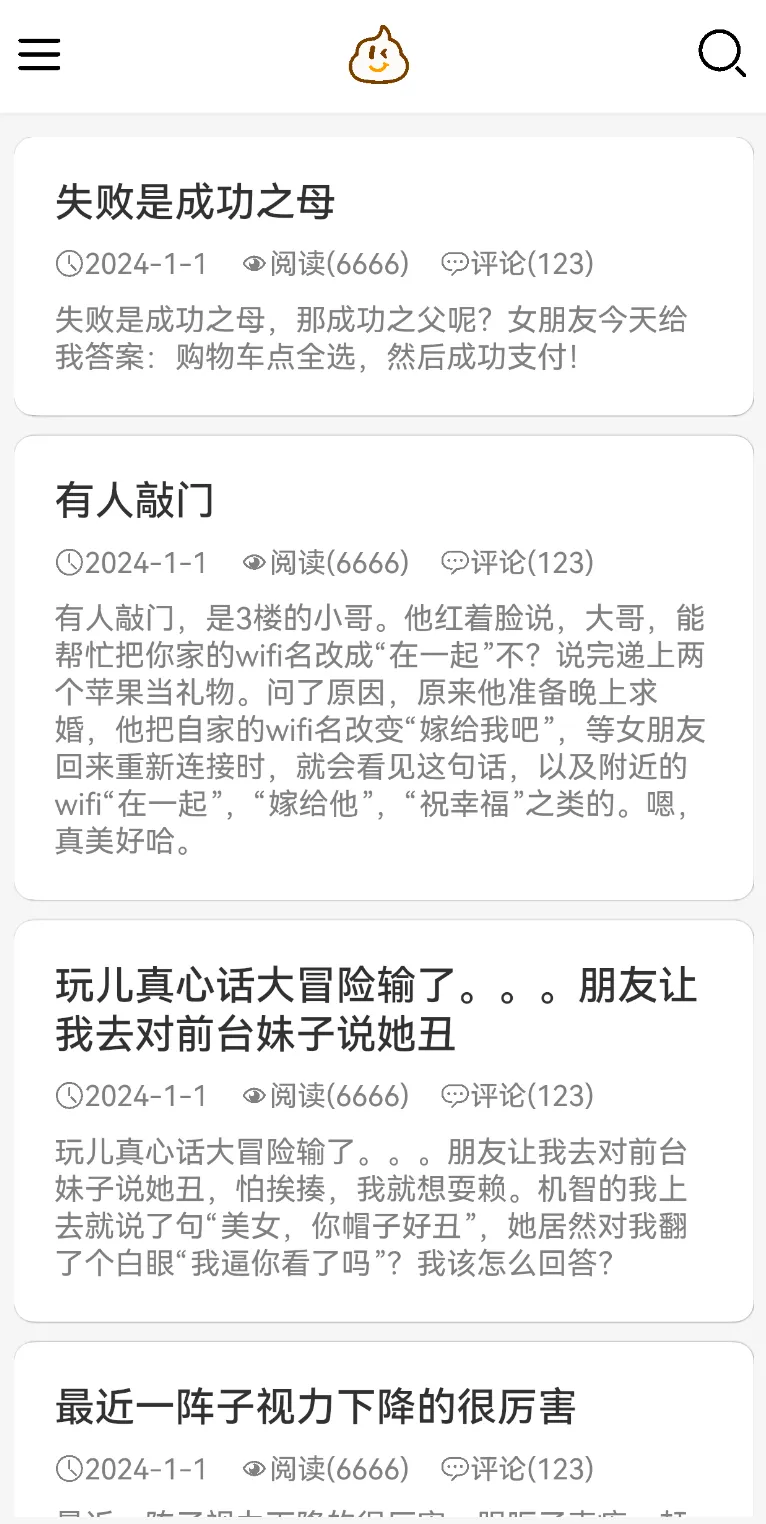 失败是成功之母
2024-1-1 阅读(6666) 评论(123)
失败是成功之母，那成功之父呢？女朋友今天给
我答案：购物车点全选，然后成功支付！
有人敲门
2024-1-1 阅读(6666) 评论(123)
有人敲门，是3楼的小哥。他红着脸说，大哥，能
帮忙把你家的wifi名改成“在一起”不？说完递上两
个苹果当礼物。问了原因，原来他准备晚上求
婚，他把自家的wifi名改变“嫁给我吧”，等女朋友
回来重新连接时，就会看见这句话，以及附近的
wifi“在一起”，“嫁给他”，“祝幸福”之类的。嗯，
真美好哈。
玩儿真心话大冒险输了。。。朋友让
我去对前台妹子说她丑
2024-1-1 阅读(6666) 评论(123)
玩儿真心话大冒险输了。。。朋友让我去对前台
妹子说她丑，怕挨揍，我就想耍赖。机智的我上
去就说了句“美女，你帽子好丑”，她居然对我翻
了个白眼“我逼你看了吗”？我该怎么回答？
最近一阵子视力下降的很厉害
2024-1-1 阅读(6666) 评论(123)
最近一阵子视力下降的很厉害，眼